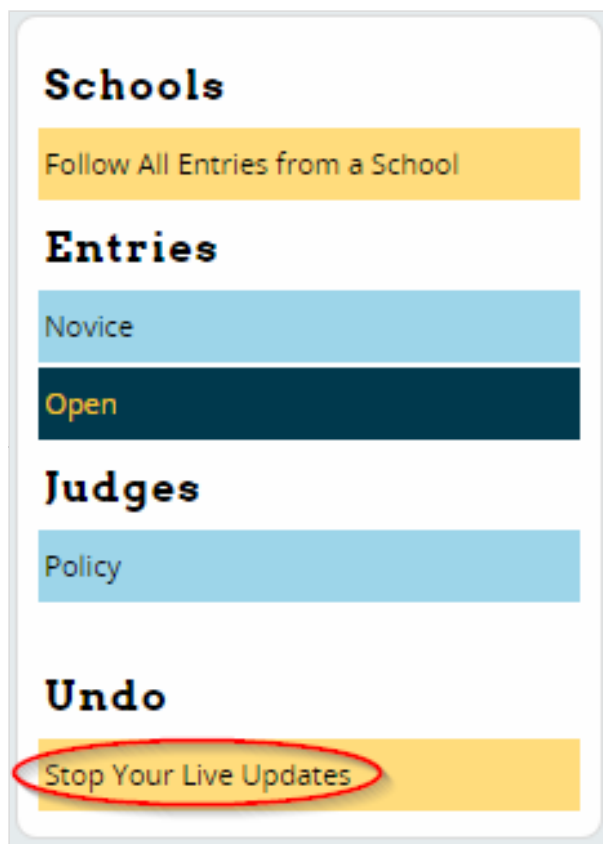 Schools
Follow All Entries from a School
Entries
Novice
Open
Judges
Policy
Undo
Stop Your Live Updates